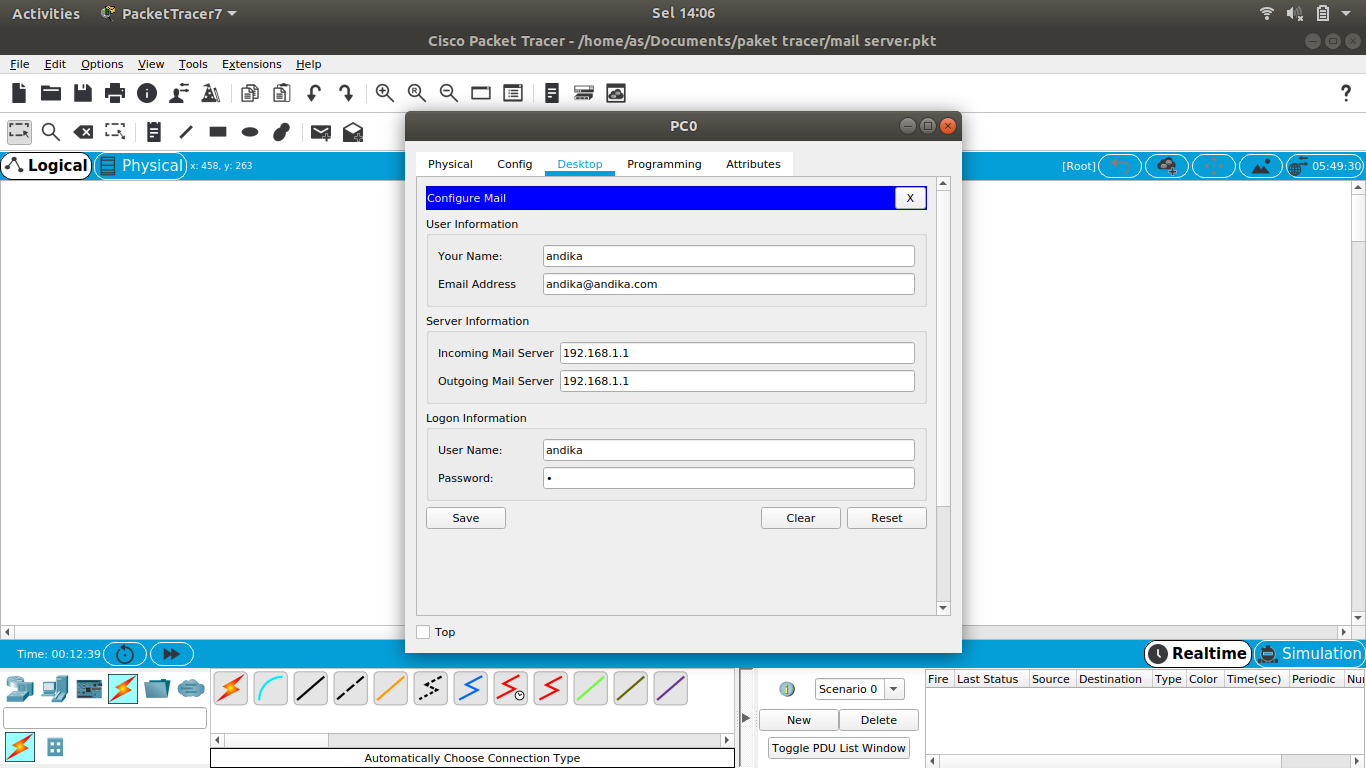 Activities PacketTracer7 Sel 14:06
Cisco Packet Tracer - /home/as/Documents/paket tracer/mail server.pkt
File Edit Options View Tools Extensions Help
Logical Physical x: 458, y: 263 [Root] 05:49:30
PC0
Physical Config Desktop Programming Attributes
Configure Mail X
User Information
Your Name: andika
Email Address andika@andika.com
Server Information
Incoming Mail Server 192.168.1.1
Outgoing Mail Server 192.168.1.1
Logon Information
User Name: andika
Password: •
Save Clear Reset
Top
Time: 00:12:39 Realtime Simulation
Scenario 0
New Delete
Toggle PDU List Window
Fire Last Status Source Destination Type Color Time(sec) Periodic Nur
Automatically Choose Connection Type